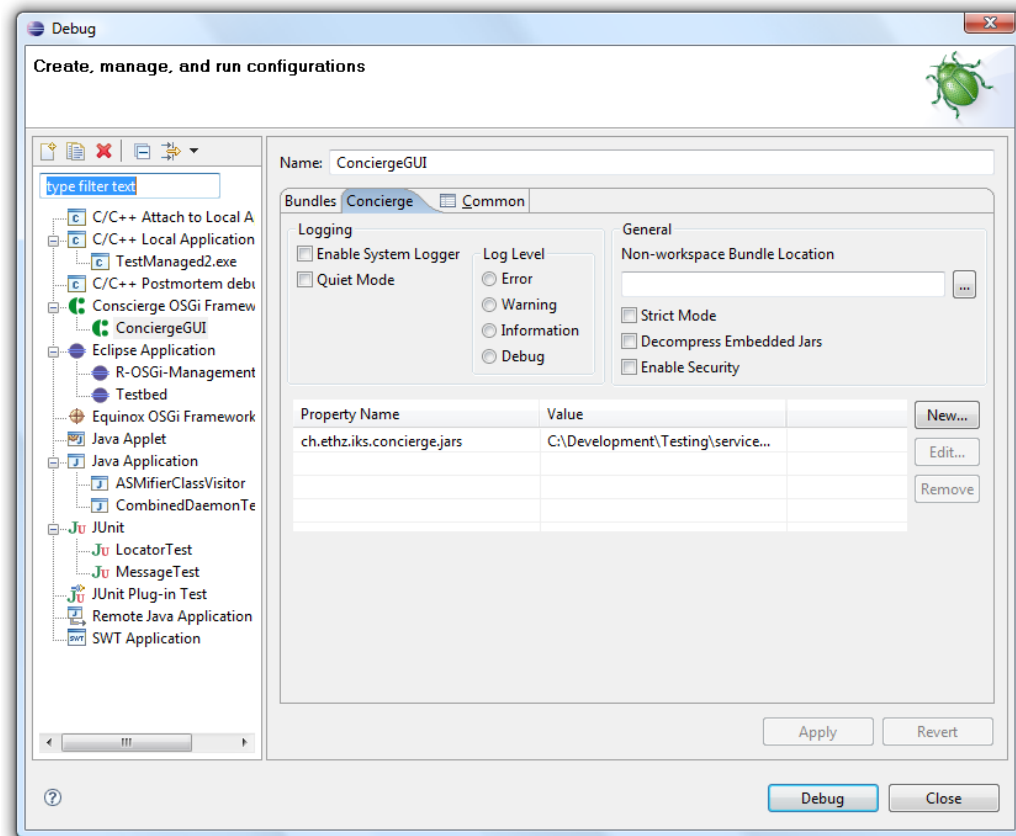 Debug
Create, manage, and run configurations
type filter text
C/C++ Attach to Local A
C/C++ Local Application
TestManaged2.exe
C/C++ Postmortem debu
Conscierge OSGi Framew
ConciergeGUI
Eclipse Application
R-OSGi-Management
Testbed
Equinox OSGi Framework
Java Applet
Java Application
ASMifierClassVisitor
CombinedDaemonTe
JUnit
LocatorTest
MessageTest
JUnit Plug-in Test
Remote Java Application
SWT Application
Name: ConciergeGUI
Bundles Concierge Common
Logging
Enable System Logger
Quiet Mode
Log Level
Error
Warning
Information
Debug
General
Non-workspace Bundle Location
...
Strict Mode
Decompress Embedded Jars
Enable Security
Property Name Value
ch.ethz.iks.concierge.jars C:\Development\Testing\service...
New...
Edit...
Remove
Apply Revert
Debug Close